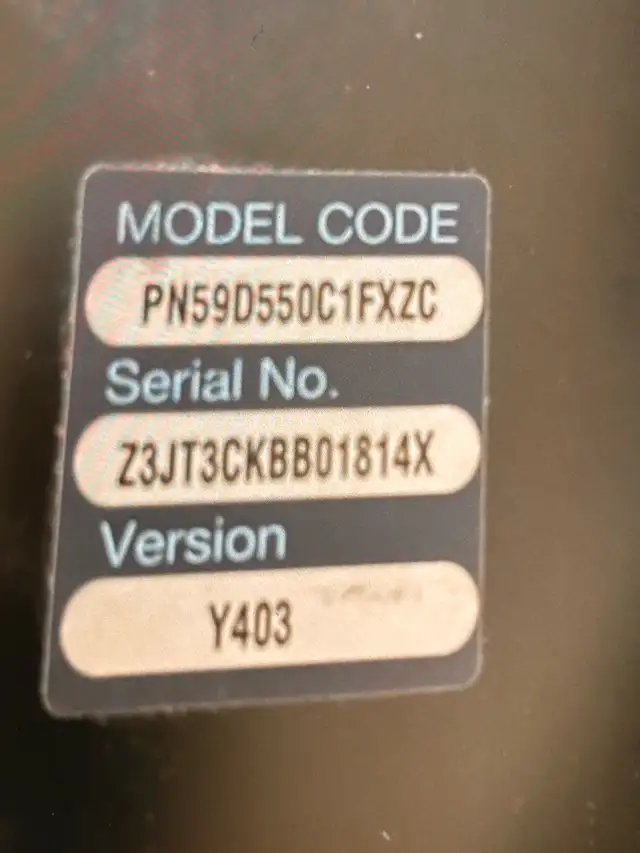 MODEL CODE
PN59D550C1FXZC
Serial No.
Z3JT3CKBB01814X
Version
Y403